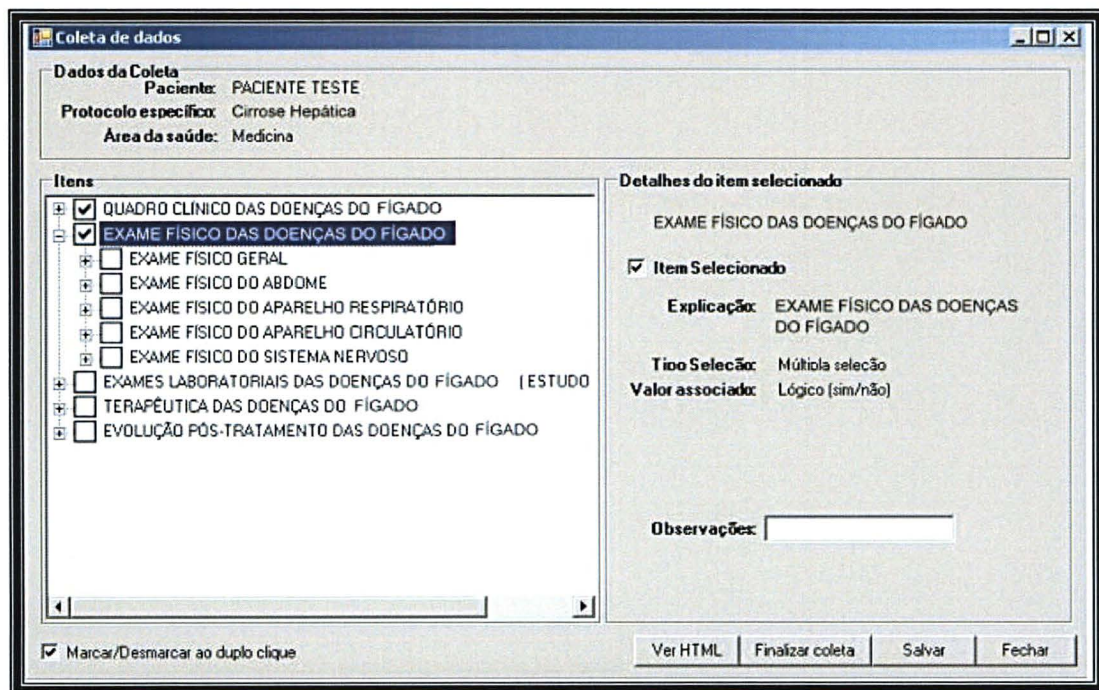 Coleta de dados
Dados da Coleta
Paciente: PACIENTE TESTE
Protocolo específico: Cirrose Hepática
Área da saúde: Medicina
Itens
QUADRO CLÍNICO DAS DOENÇAS DO FÍGADO
EXAME FÍSICO DAS DOENÇAS DO FÍGADO
EXAME FÍSICO GERAL
EXAME FÍSICO DO ABDOME
EXAME FÍSICO DO APARELHO RESPIRATÓRIO
EXAME FÍSICO DO APARELHO CIRCULATÓRIO
EXAME FÍSICO DO SISTEMA NERVOSO
EXAMES LABORATORIAIS DAS DOENÇAS DO FÍGADO (ESTUDO
TERAPÊUTICA DAS DOENÇAS DO FÍGADO
EVOLUÇÃO PÓS-TRATAMENTO DAS DOENÇAS DO FÍGADO
Detalhes do item selecionado
EXAME FÍSICO DAS DOENÇAS DO FÍGADO
Item Selecionado
Explicação: EXAME FÍSICO DAS DOENÇAS
DO FÍGADO
Tipo Seleção: Múltipla seleção
Valor associado: Lógico (sim/não)
Observações:
Marcar/Desmarcar ao duplo clique
Ver HTML
Finalizar coleta
Salvar
Fechar